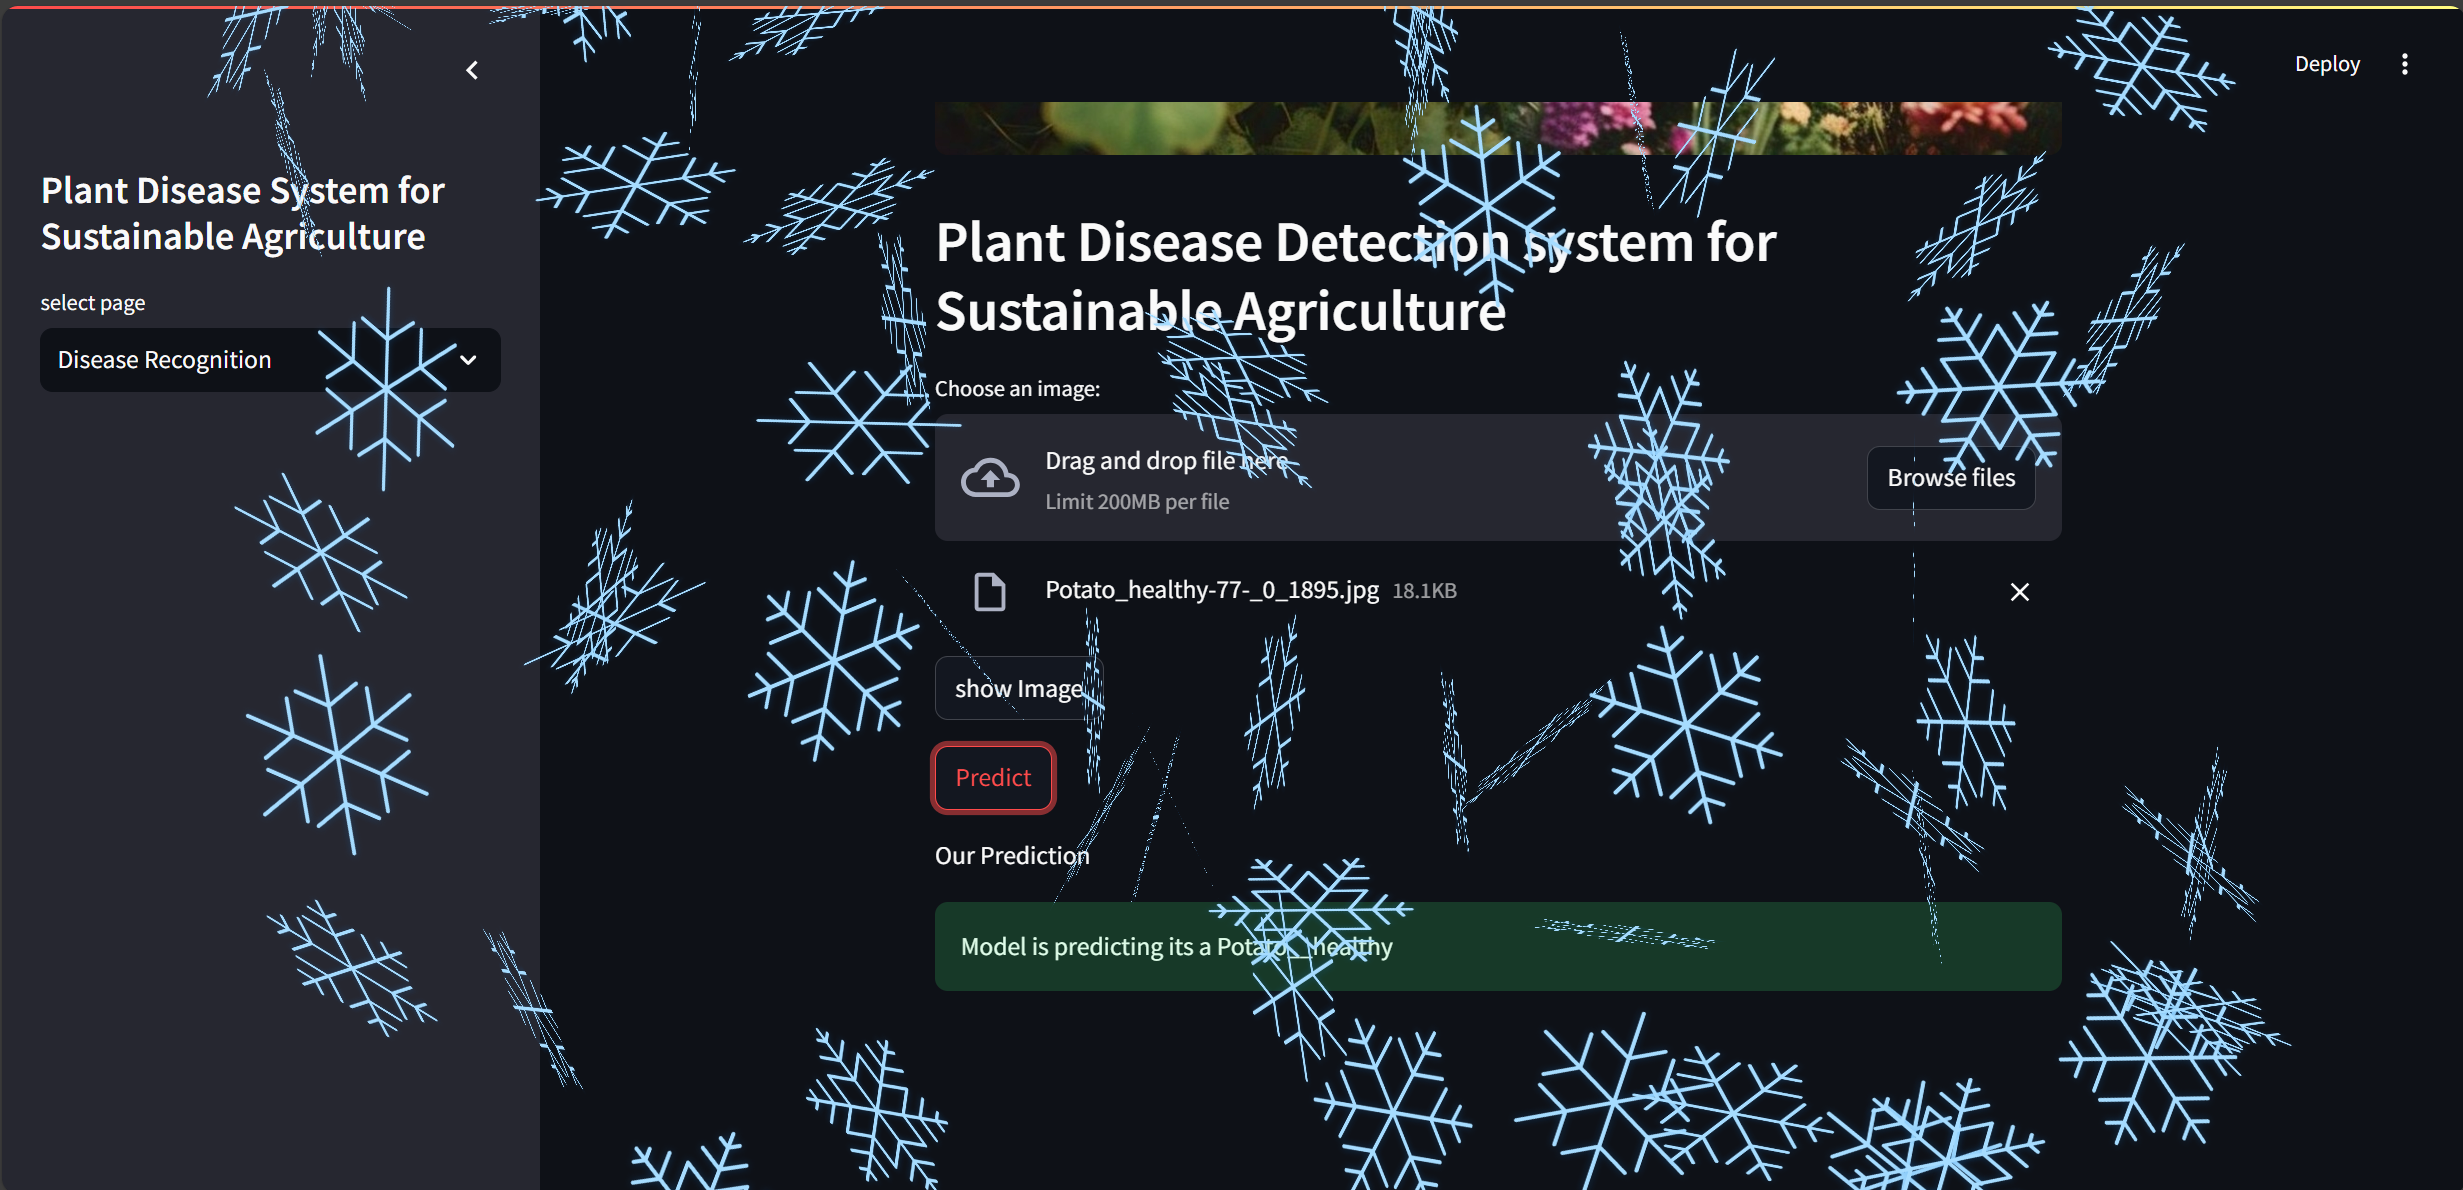 Deploy
Plant Disease System for
Sustainable Agriculture
select page
Disease Recognition
Plant Disease Detection system for
Sustainable Agriculture
Choose an image:
Drag and drop file here
Limit 200MB per file
Browse files
Potato_healthy-77-_0_1895.jpg 18.1KB
show Image
Predict
Our Prediction
Model is predicting its a Potato__healthy